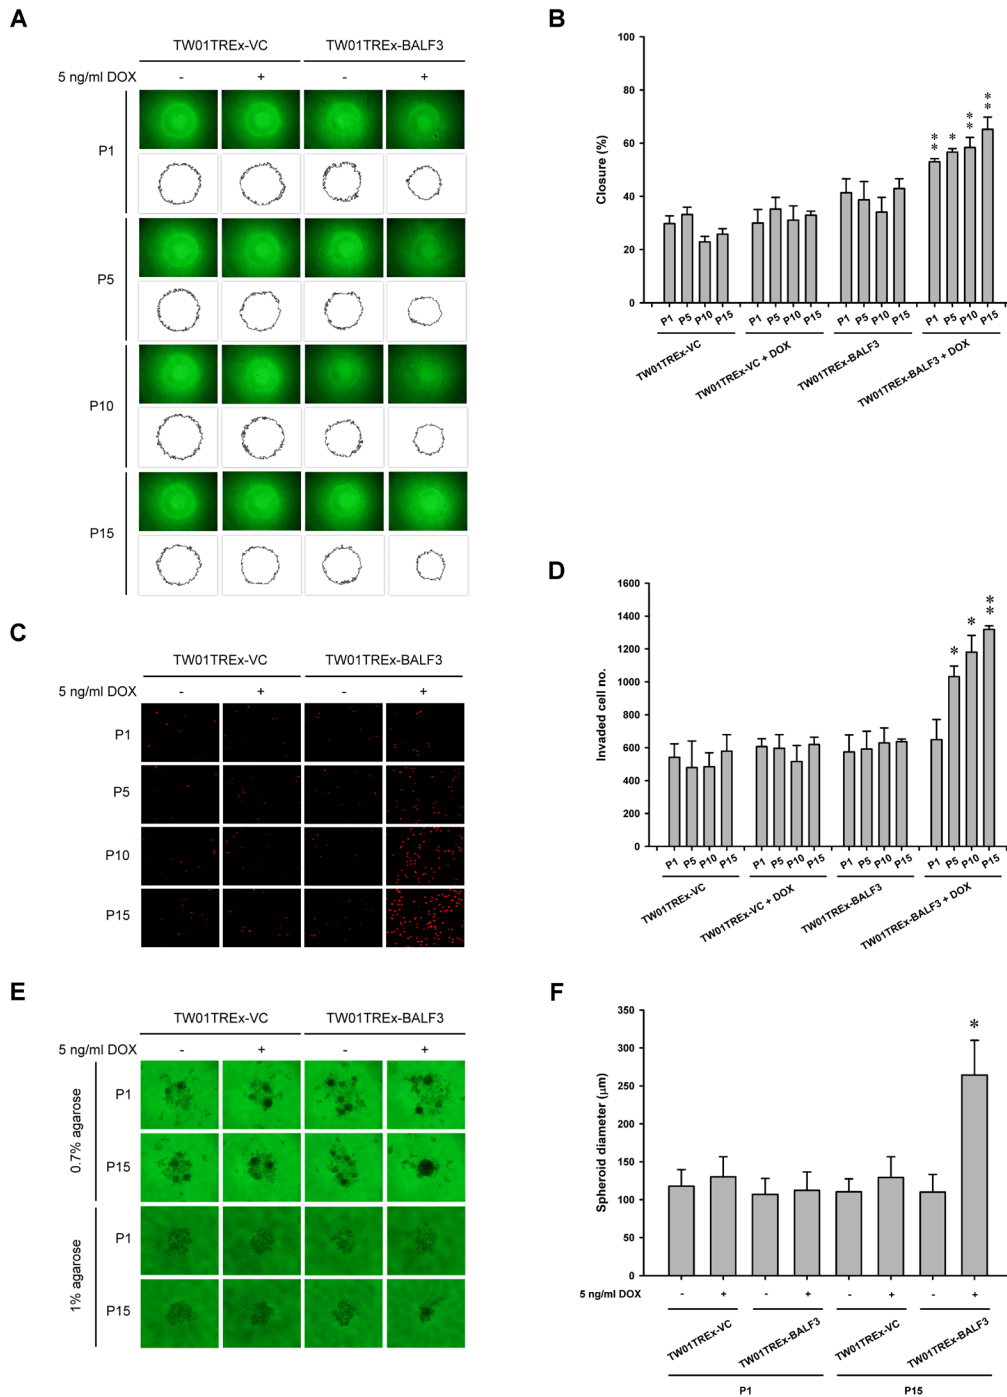 A
TW01TREx-VC TW01TREx-BALF3
5 ng/ml DOX - + - +
P1
P5
P10
P15
B
100
80
60
40
20
0
Closure (%)
** * ** **
P1 P5 P10 P15 P1 P5 P10 P15 P1 P5 P10 P15 P1 P5 P10 P15
TW01TREx-VC TW01TREx-VC + DOX TW01TREx-BALF3 TW01TREx-BALF3 + DOX
C
TW01TREx-VC TW01TREx-BALF3
5 ng/ml DOX - + - +
P1
P5
P10
P15
D
1600
1400
1200
1000
800
600
400
200
0
Invaded cell no.
* * **
P1 P5 P10 P15 P1 P5 P10 P15 P1 P5 P10 P15 P1 P5 P10 P15
TW01TREx-VC TW01TREx-VC + DOX TW01TREx-BALF3 TW01TREx-BALF3 + DOX
E
TW01TREx-VC TW01TREx-BALF3
5 ng/ml DOX - + - +
0.7% agarose
P1
P15
1% agarose
P1
P15
F
350
300
250
200
150
100
50
0
Spheroid diameter (μm)
*
5 ng/ml DOX - + - + - + - +
TW01TREx-VC TW01TREx-BALF3 TW01TREx-VC TW01TREx-BALF3
P1 P15